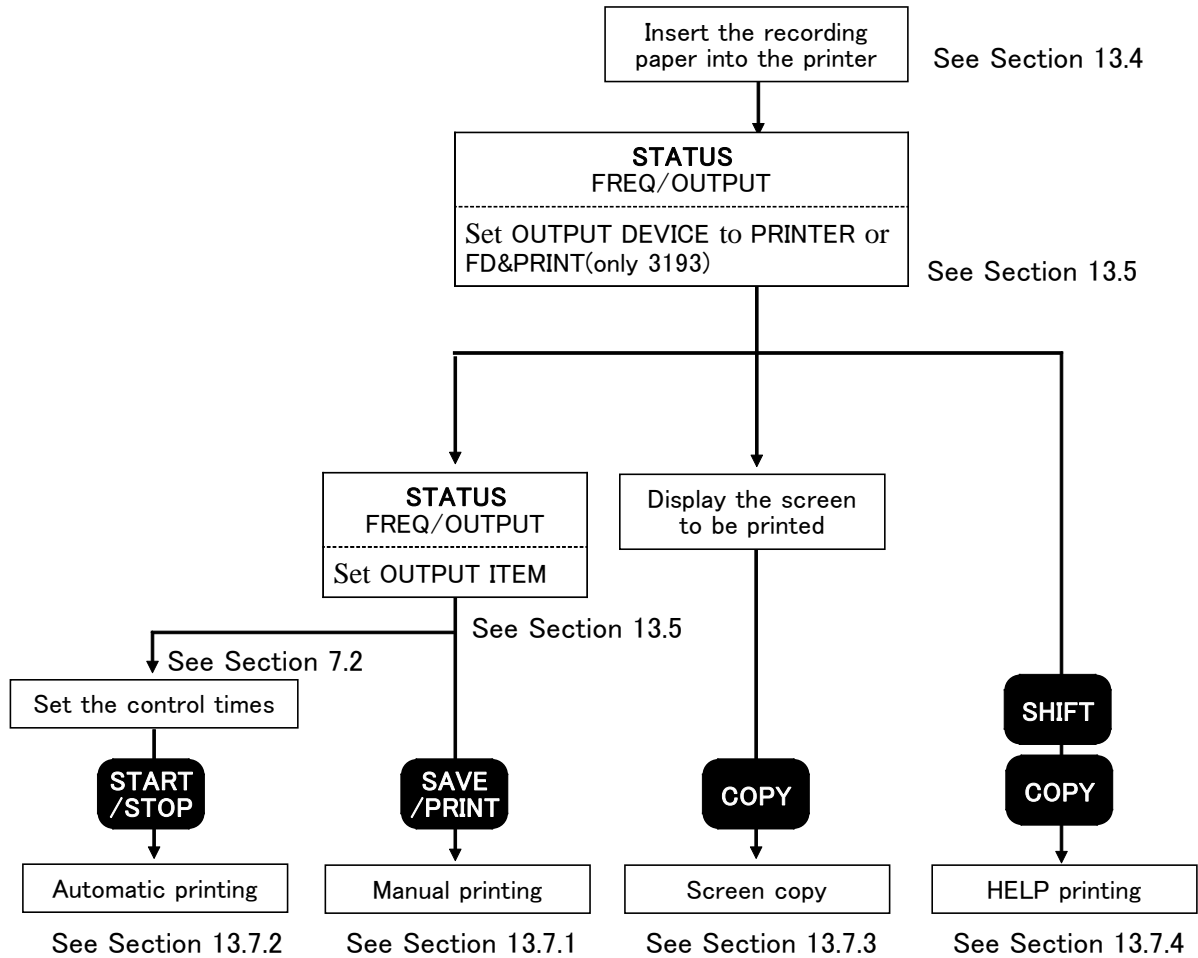 Insert the recording
paper into the printer
See Section 13.4
STATUS
FREQ/OUTPUT
Set OUTPUT DEVICE to PRINTER or
FD&PRINT(only 3193)
See Section 13.5
STATUS
FREQ/OUTPUT
Set OUTPUT ITEM
Display the screen
to be printed
See Section 13.5
See Section 7.2
Set the control times
START
/STOP
SAVE
/PRINT
COPY
SHIFT
COPY
Automatic printing
Manual printing
Screen copy
HELP printing
See Section 13.7.2
See Section 13.7.1
See Section 13.7.3
See Section 13.7.4